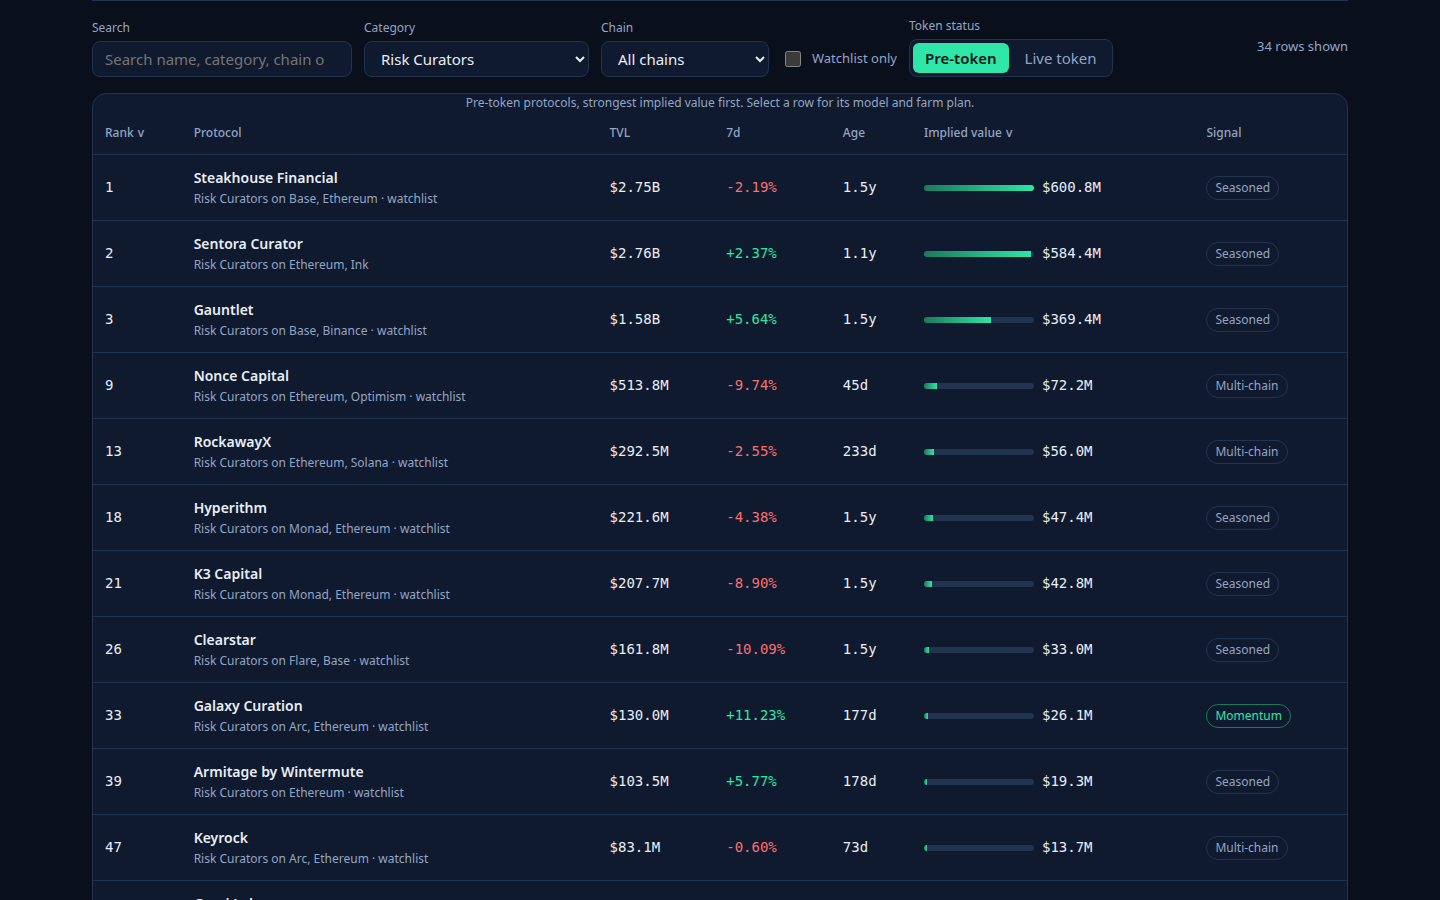 Search
Category
Chain
Token status
Search name, category, chain o
Risk Curators
All chains
Watchlist only
Pre-token
Live token
34 rows shown
Pre-token protocols, strongest implied value first. Select a row for its model and farm plan.
Rank v Protocol TVL 7d Age Implied value v Signal
1 Steakhouse Financial $2.75B -2.19% 1.5y $600.8M Seasoned
Risk Curators on Base, Ethereum · watchlist
2 Sentora Curator $2.76B +2.37% 1.1y $584.4M Seasoned
Risk Curators on Ethereum, Ink
3 Gauntlet $1.58B +5.64% 1.5y $369.4M Seasoned
Risk Curators on Base, Binance · watchlist
9 Nonce Capital $513.8M -9.74% 45d $72.2M Multi-chain
Risk Curators on Ethereum, Optimism · watchlist
13 RockawayX $292.5M -2.55% 233d $56.0M Multi-chain
Risk Curators on Ethereum, Solana · watchlist
18 Hyperithm $221.6M -4.38% 1.5y $47.4M Seasoned
Risk Curators on Monad, Ethereum · watchlist
21 K3 Capital $207.7M -8.90% 1.5y $42.8M Seasoned
Risk Curators on Monad, Ethereum · watchlist
26 Clearstar $161.8M -10.09% 1.5y $33.0M Seasoned
Risk Curators on Flare, Base · watchlist
33 Galaxy Curation $130.0M +11.23% 177d $26.1M Momentum
Risk Curators on Arc, Ethereum · watchlist
39 Armitage by Wintermute $103.5M +5.77% 178d $19.3M Seasoned
Risk Curators on Ethereum · watchlist
47 Keyrock $83.1M -0.60% 73d $13.7M Multi-chain
Risk Curators on Arc, Ethereum · watchlist